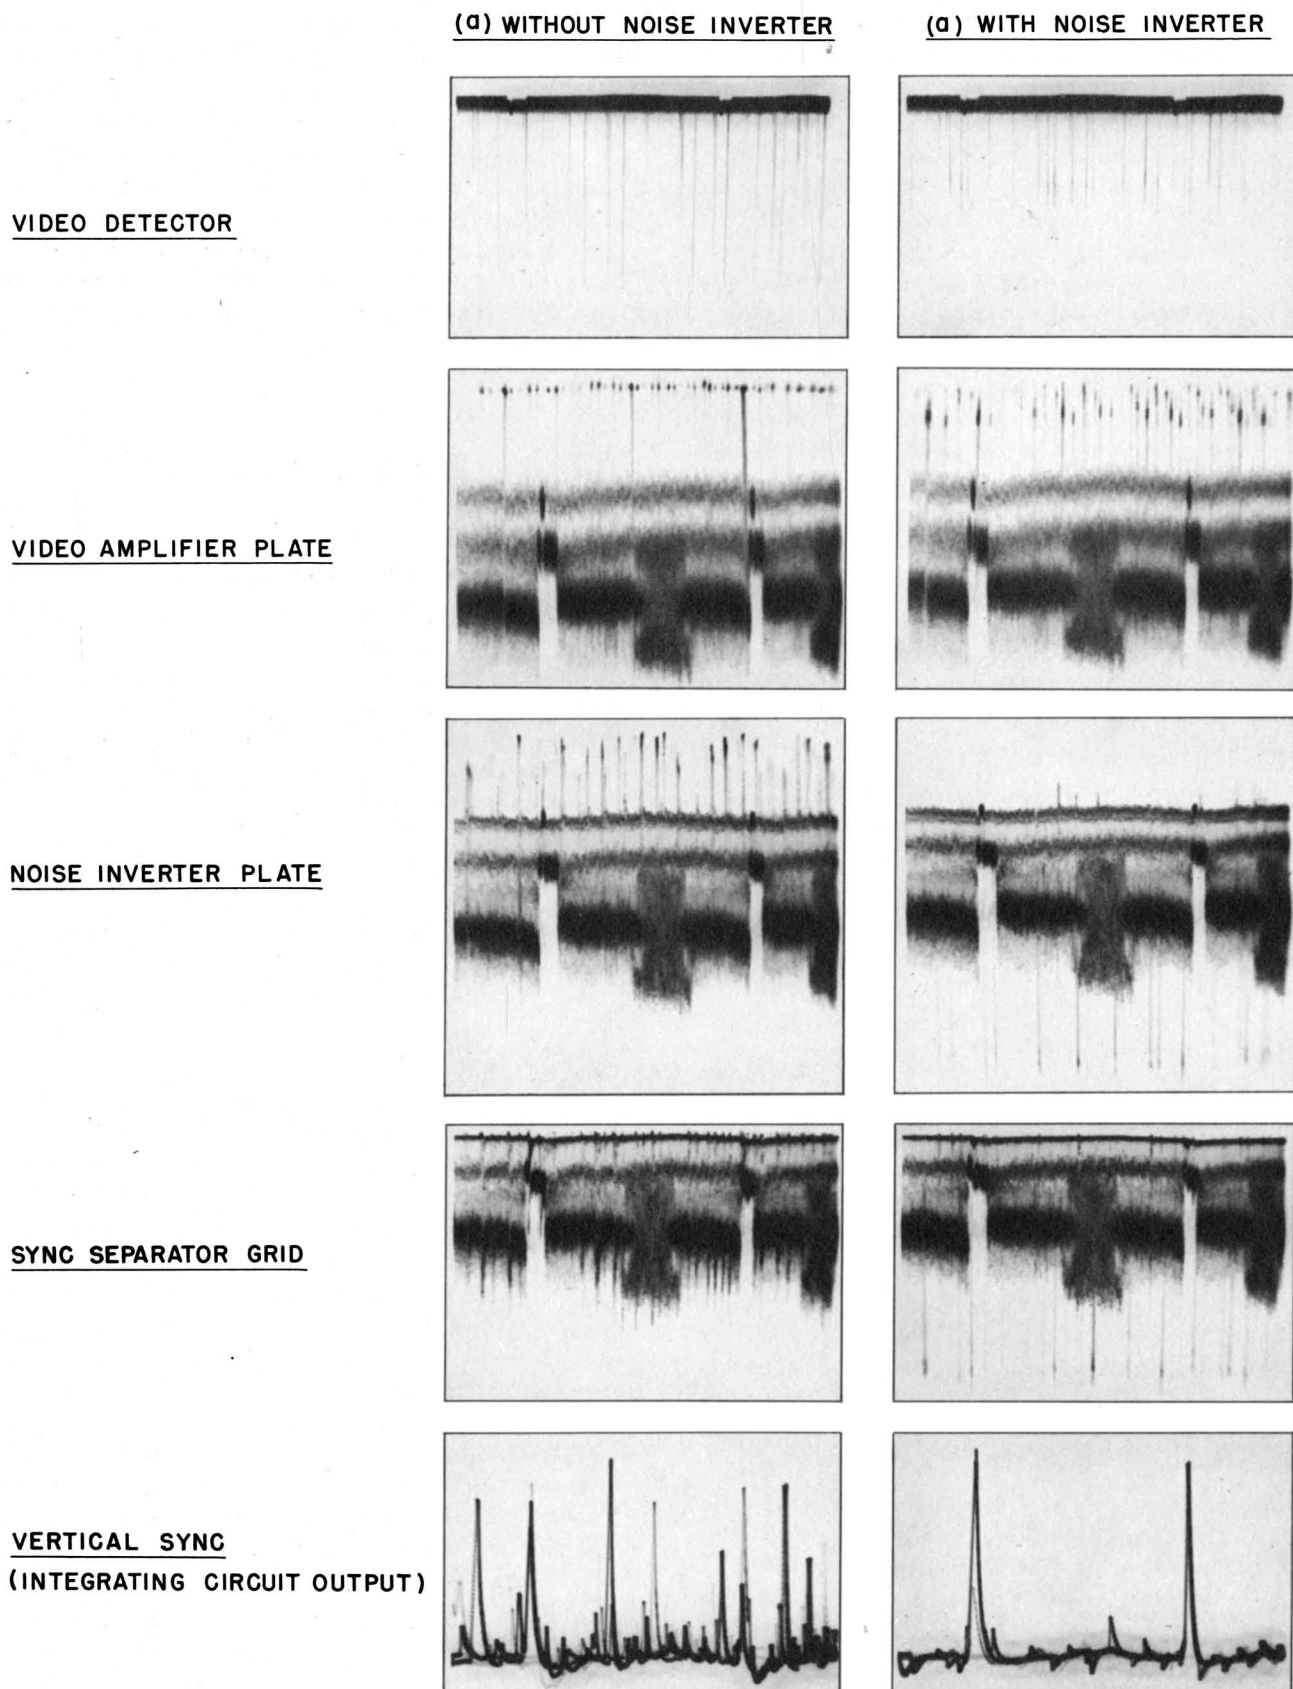 (a) WITHOUT NOISE INVERTER
(a) WITH NOISE INVERTER
VIDEO DETECTOR
VIDEO AMPLIFIER PLATE
NOISE INVERTER PLATE
SYNC SEPARATOR GRID
VERTICAL SYNC
(INTEGRATING CIRCUIT OUTPUT)